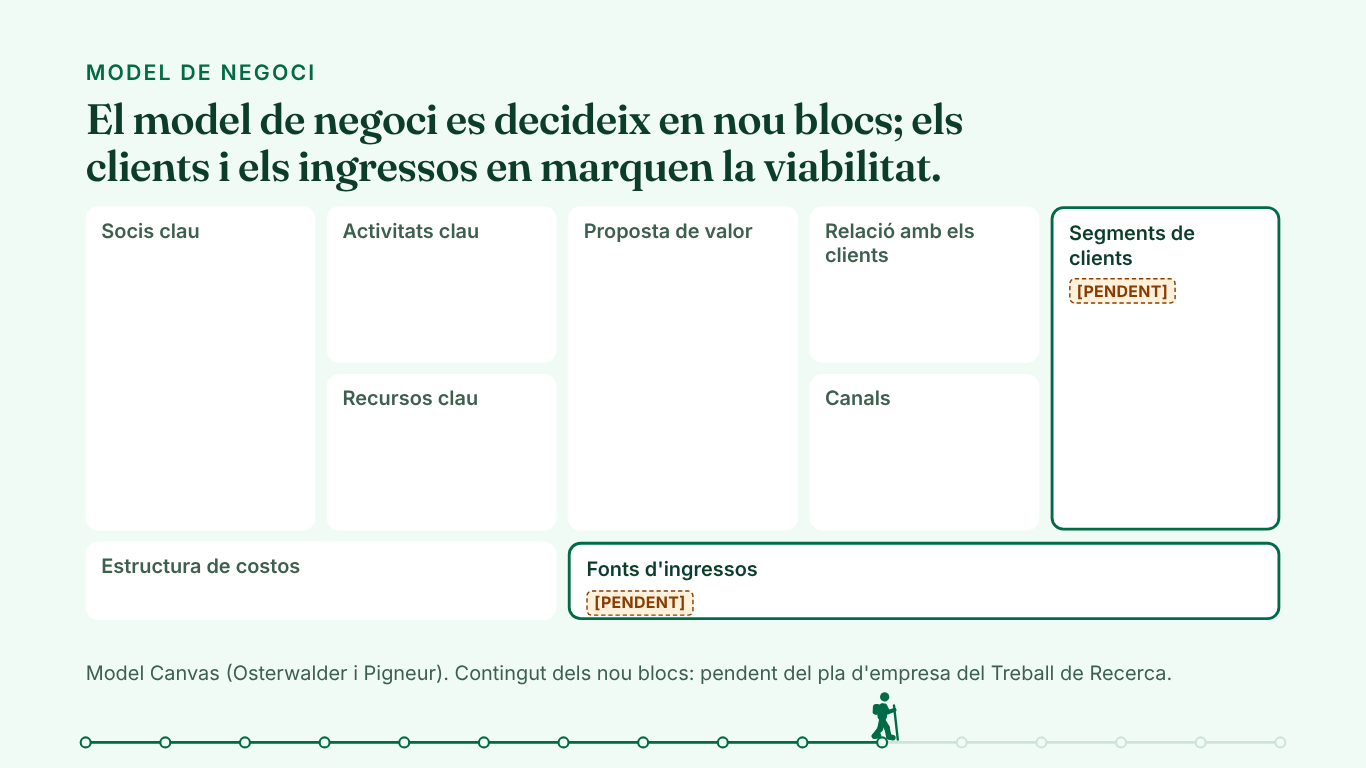 MODEL DE NEGOCI
El model de negoci es decideix en nou blocs; els
clients i els ingressos en marquen la viabilitat.
Socis clau
Activitats clau
Recursos clau
Proposta de valor
Relació amb els
clients
Canals
Segments de
clients
[PENDENT]
Estructura de costos
Fonts d'ingressos
[PENDENT]
Model Canvas (Osterwalder i Pigneur). Contingut dels nou blocs: pendent del pla d'empresa del Treball de Recerca.